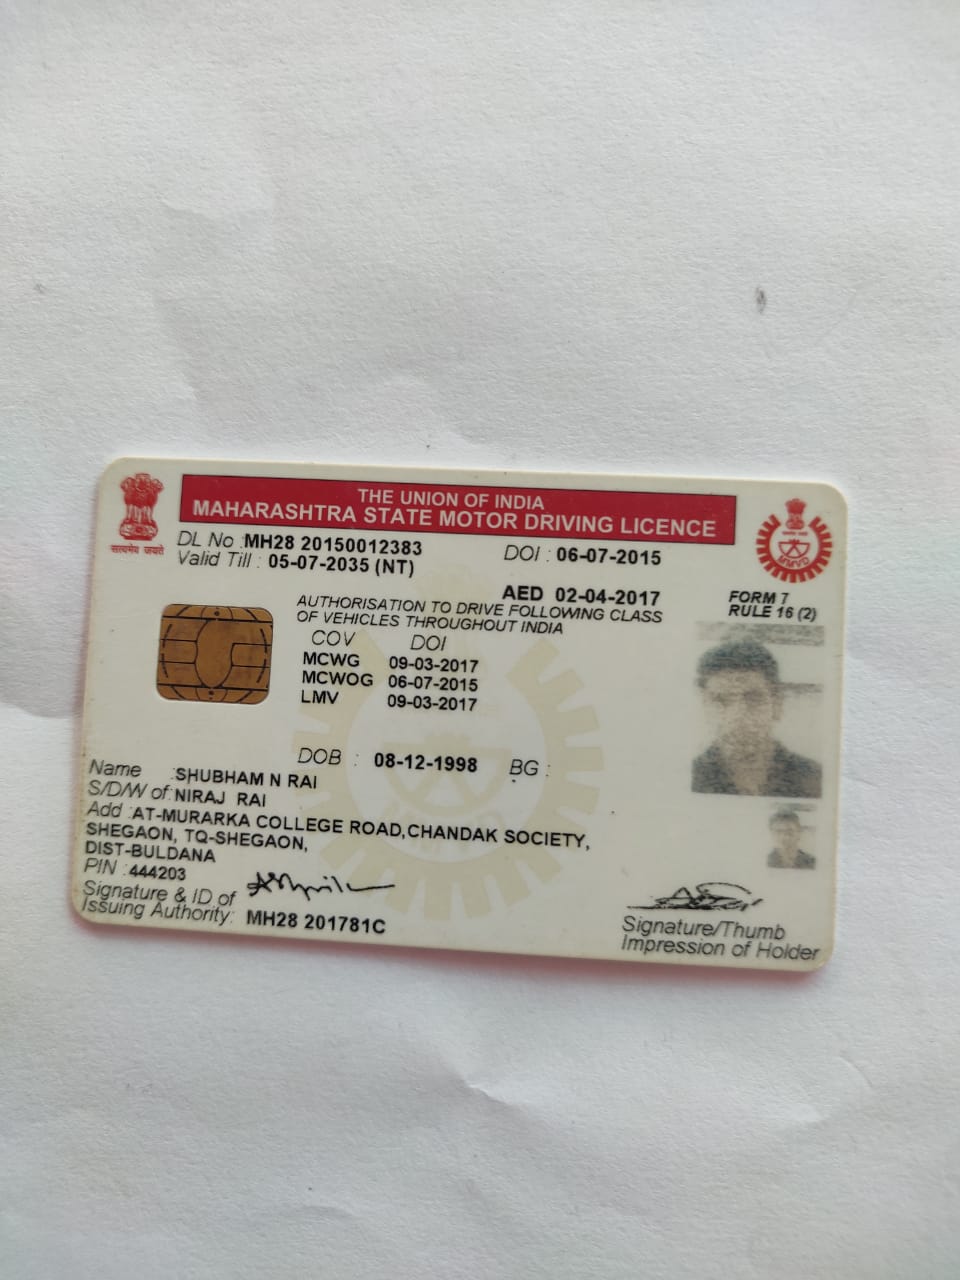 THE UNION OF INDIA
MAHARASHTRA STATE MOTOR DRIVING LICENCE
सत्यमेव जयते
MMVD
DL No : MH28 20150012383 DOI : 06-07-2015
Valid Till : 05-07-2035 (NT)
AED 02-04-2017
FORM 7
RULE 16 (2)
AUTHORISATION TO DRIVE FOLLOWING CLASS
OF VEHICLES THROUGHOUT INDIA
COV DOI
MCWG 09-03-2017
MCWOG 06-07-2015
LMV 09-03-2017
DOB : 08-12-1998 BG :
Name : SHUBHAM N RAI
S/D/W of : NIRAJ RAI
Add : AT-MURARKA COLLEGE ROAD,CHANDAK SOCIETY,
SHEGAON, TQ-SHEGAON,
DIST-BULDANA
PIN : 444203
Signature & ID of
Issuing Authority: MH28 201781C
Signature/Thumb
Impression of Holder